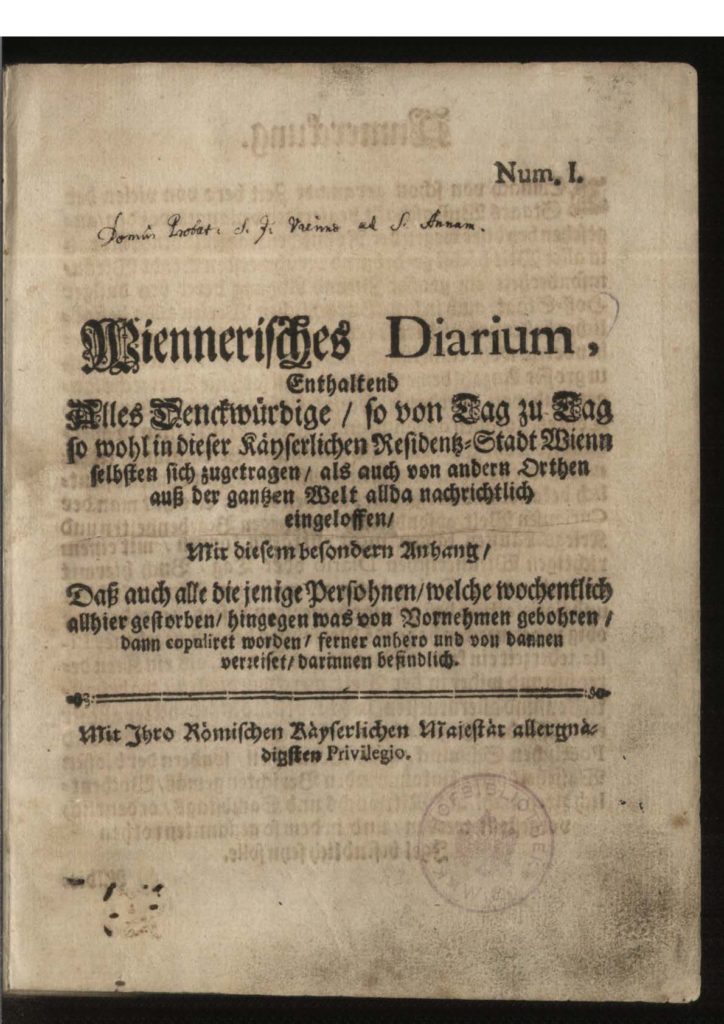 Num. I.
Domûs Probat: S. J. Viennæ ad S. Annam.
Wiennerisches Diarium,
Enthaltend
Alles Denckwürdige / so von Tag zu Tag
so wohl in dieser Käyserlichen Residentz-Stadt Wienn
selbsten sich zugetragen / als auch von andern Orthen
auß der gantzen Welt allda nachrichtlich
eingeloffen /
Mit diesem besondern Anhang /
Daß auch alle die jenige Persohnen / welche wochentlich
allhier gestorben / hingegen was von Vornehmen gebohren /
dann copuliret worden / ferner anhero und von dannen
verreiset / darinnen befindlich.
Mit Ihro Römischen Käyserlichen Majestät allergnä-
digsten Privilegio.